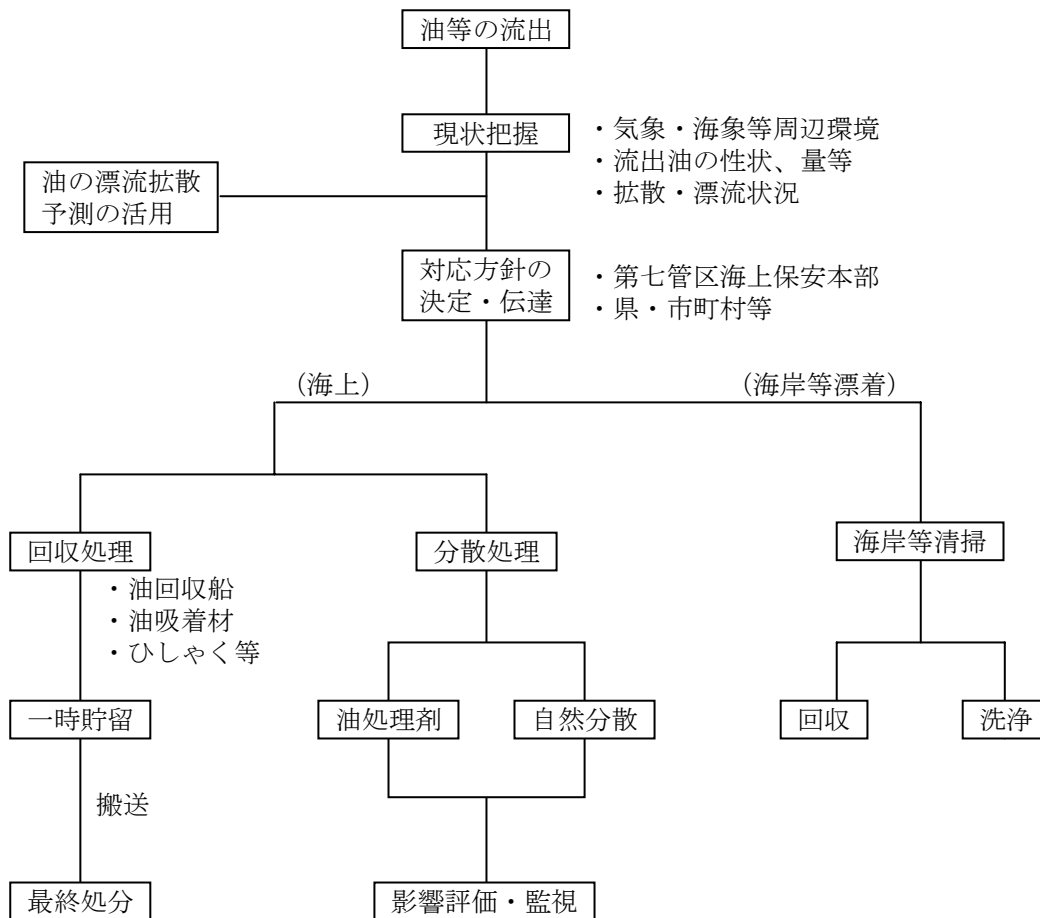 油等の流出
現状把握
・気象・海象等周辺環境
・流出油の性状、量等
・拡散・漂流状況
油の漂流拡散
予測の活用
対応方針の
決定・伝達
・第七管区海上保安本部
・県・市町村等
（海上）
（海岸等漂着）
回収処理
分散処理
海岸等清掃
・油回収船
・油吸着材
・ひしゃく等
一時貯留
油処理剤
自然分散
回収
洗浄
搬送
最終処分
影響評価・監視